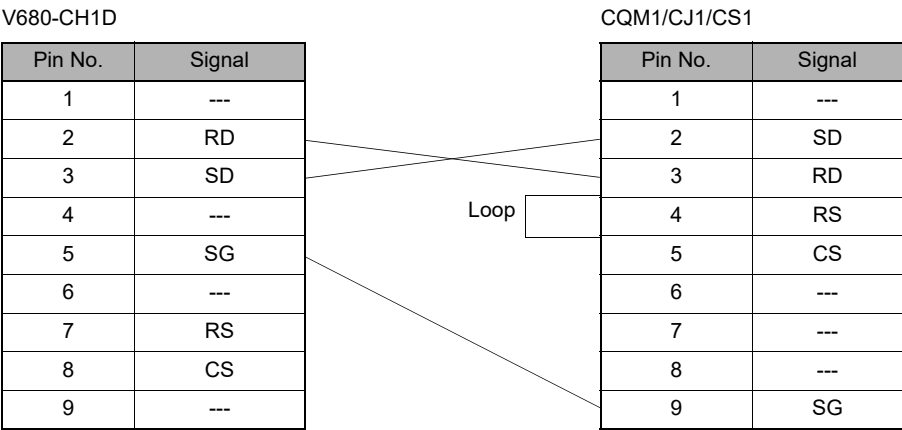 V680-CH1D
Pin No. Signal
1 ---
2 RD
3 SD
4 ---
5 SG
6 ---
7 RS
8 CS
9 ---
Loop
CQM1/CJ1/CS1
Pin No. Signal
1 ---
2 SD
3 RD
4 RS
5 CS
6 ---
7 ---
8 ---
9 SG